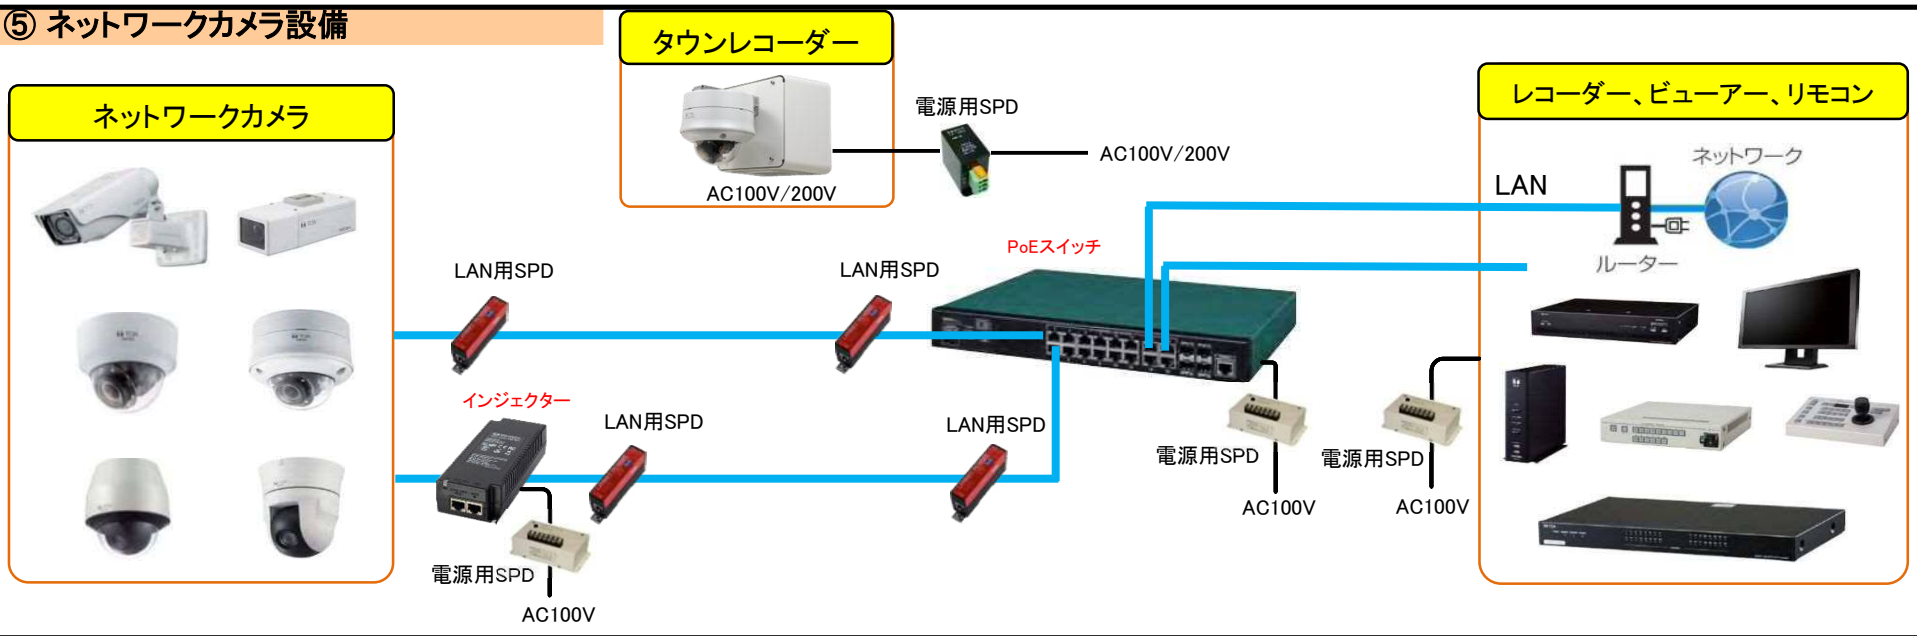 ⑤ ネットワークカメラ設備
タウンレコーダー
ネットワークカメラ
レコーダー、ビューアー、リモコン
電源用SPD
AC100V/200V
AC100V/200V
ネットワーク
LAN
ルーター
PoEスイッチ
LAN用SPD
LAN用SPD
インジェクター
LAN用SPD
LAN用SPD
電源用SPD
電源用SPD
AC100V
AC100V
電源用SPD
AC100V